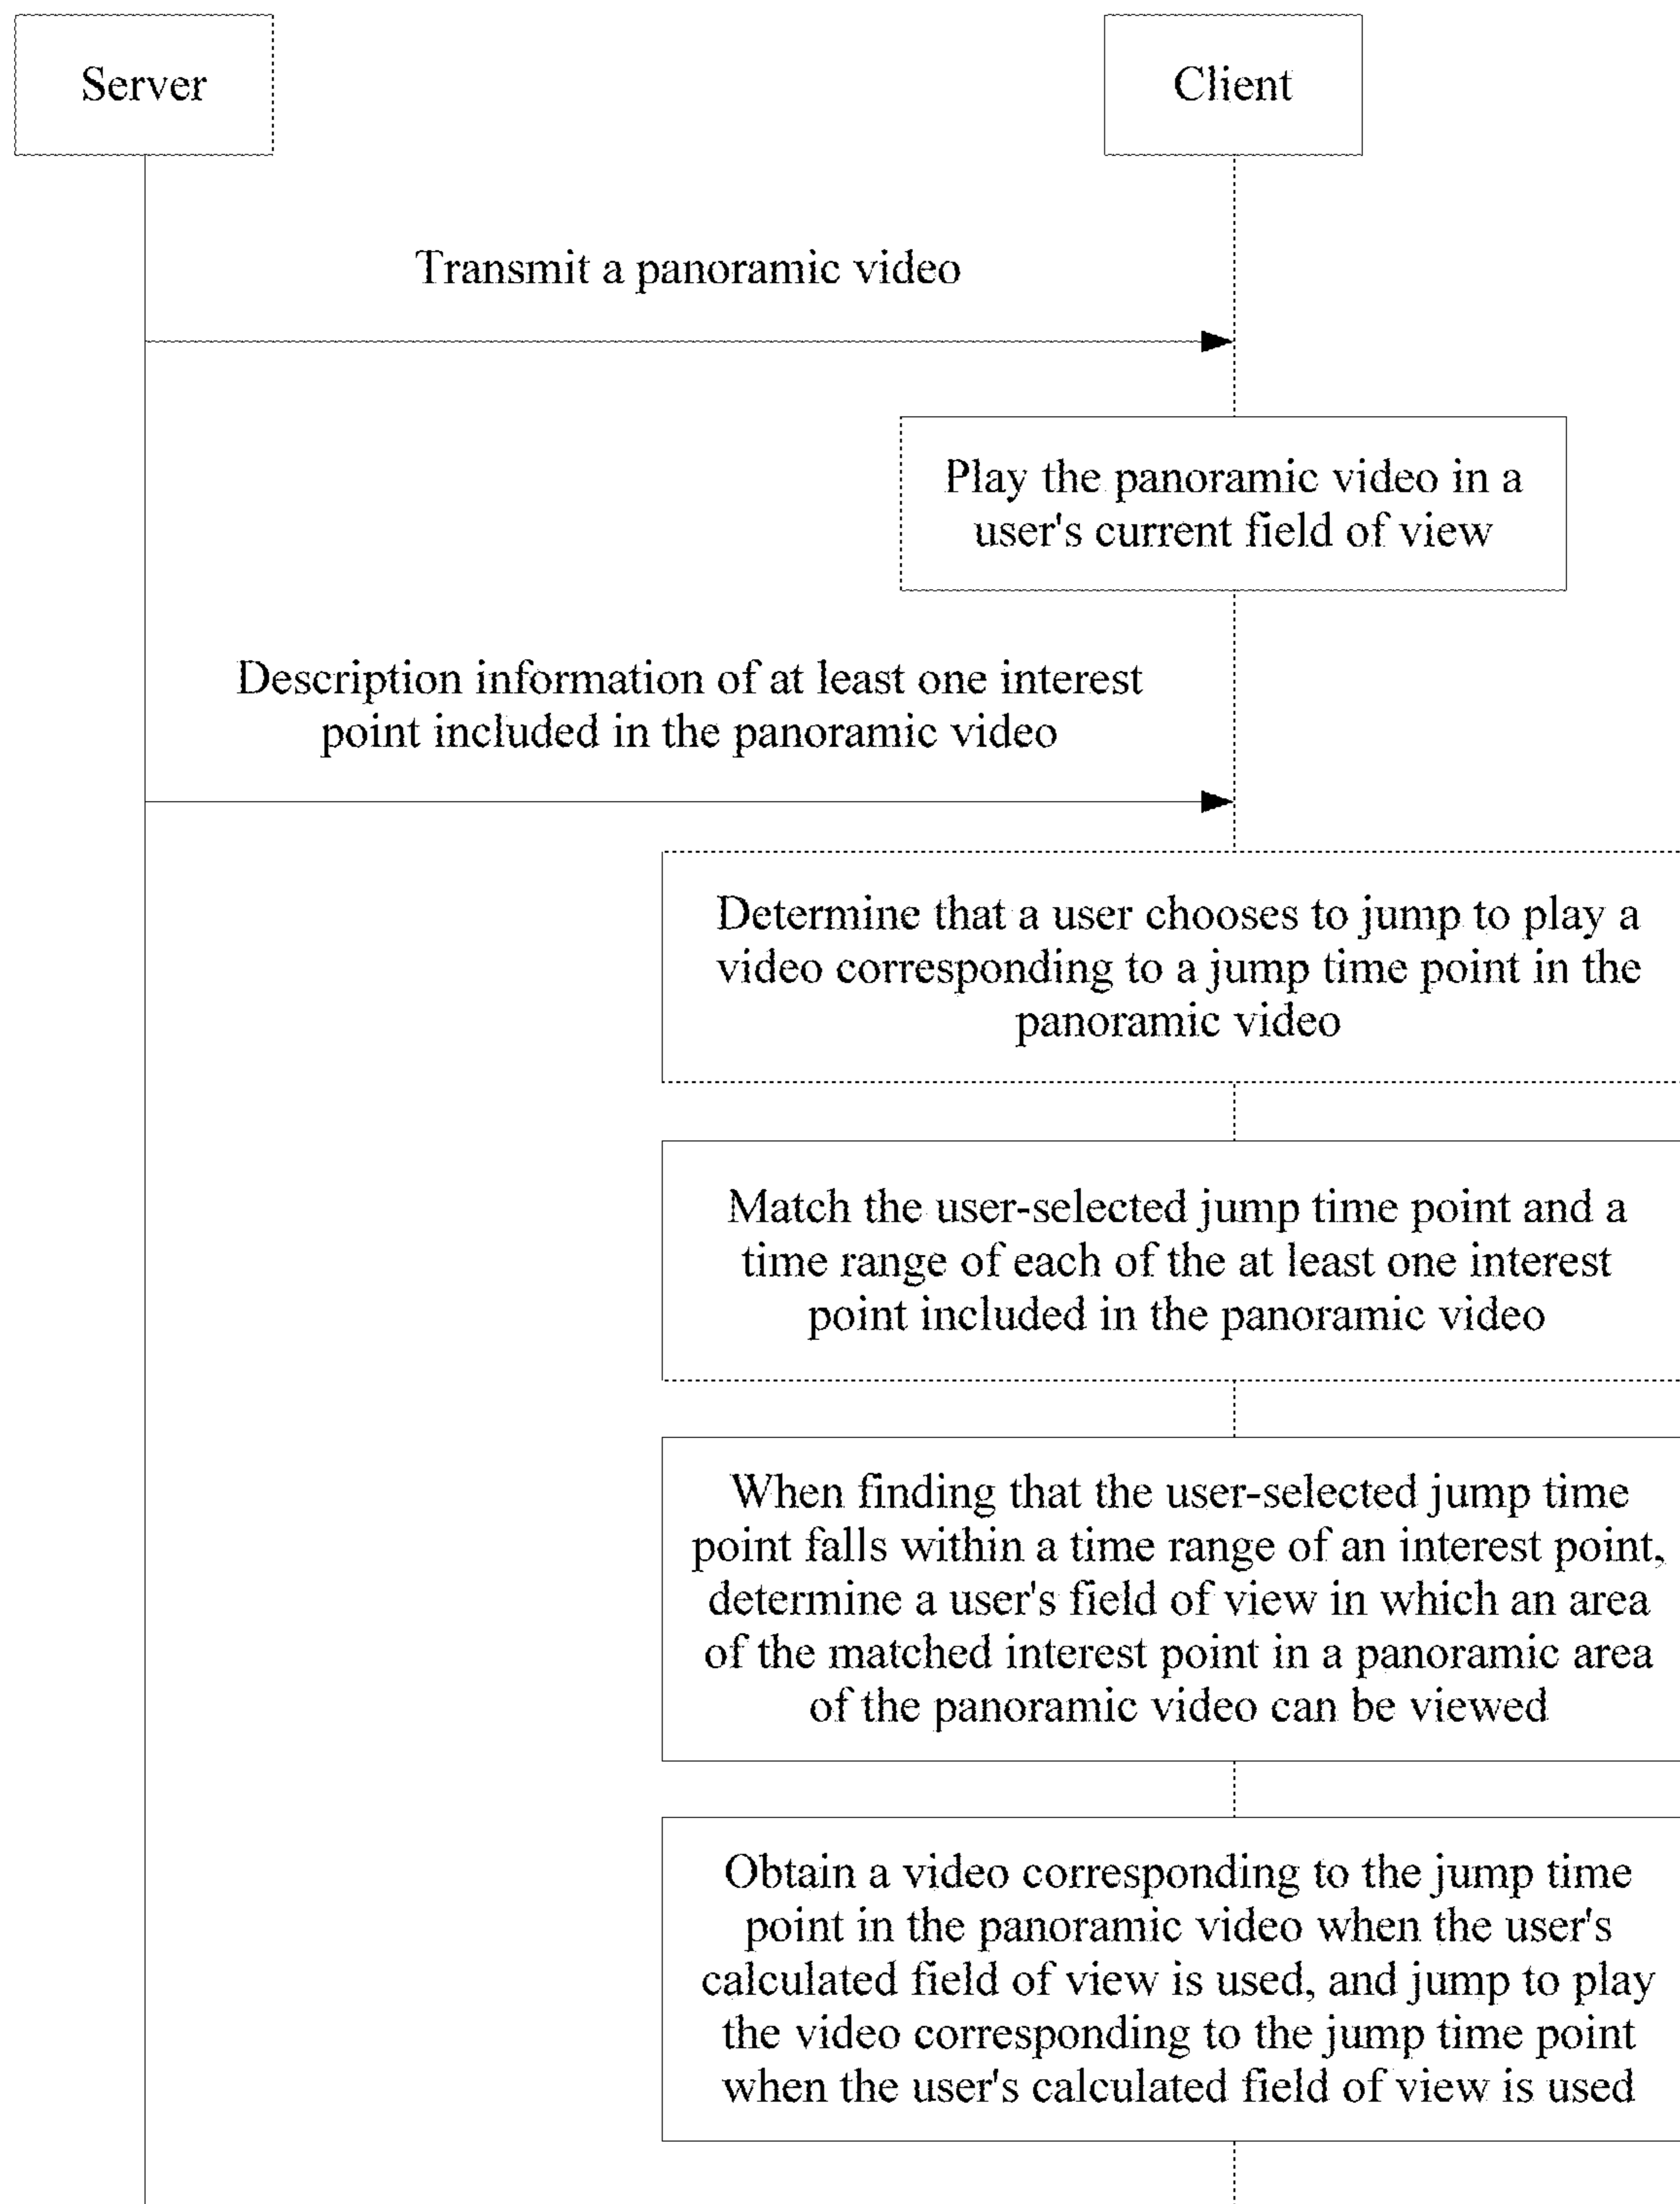 Server
Client
Transmit a panoramic video
Play the panoramic video in a
user's current field of view
Description information of at least one interest
point included in the panoramic video
Determine that a user chooses to jump to play a
video corresponding to a jump time point in the
panoramic video
Match the user-selected jump time point and a
time range of each of the at least one interest
point included in the panoramic video
When finding that the user-selected jump time
point falls within a time range of an interest point,
determine a user's field of view in which an area
of the matched interest point in a panoramic area
of the panoramic video can be viewed
Obtain a video corresponding to the jump time
point in the panoramic video when the user's
calculated field of view is used, and jump to play
the video corresponding to the jump time point
when the user's calculated field of view is used